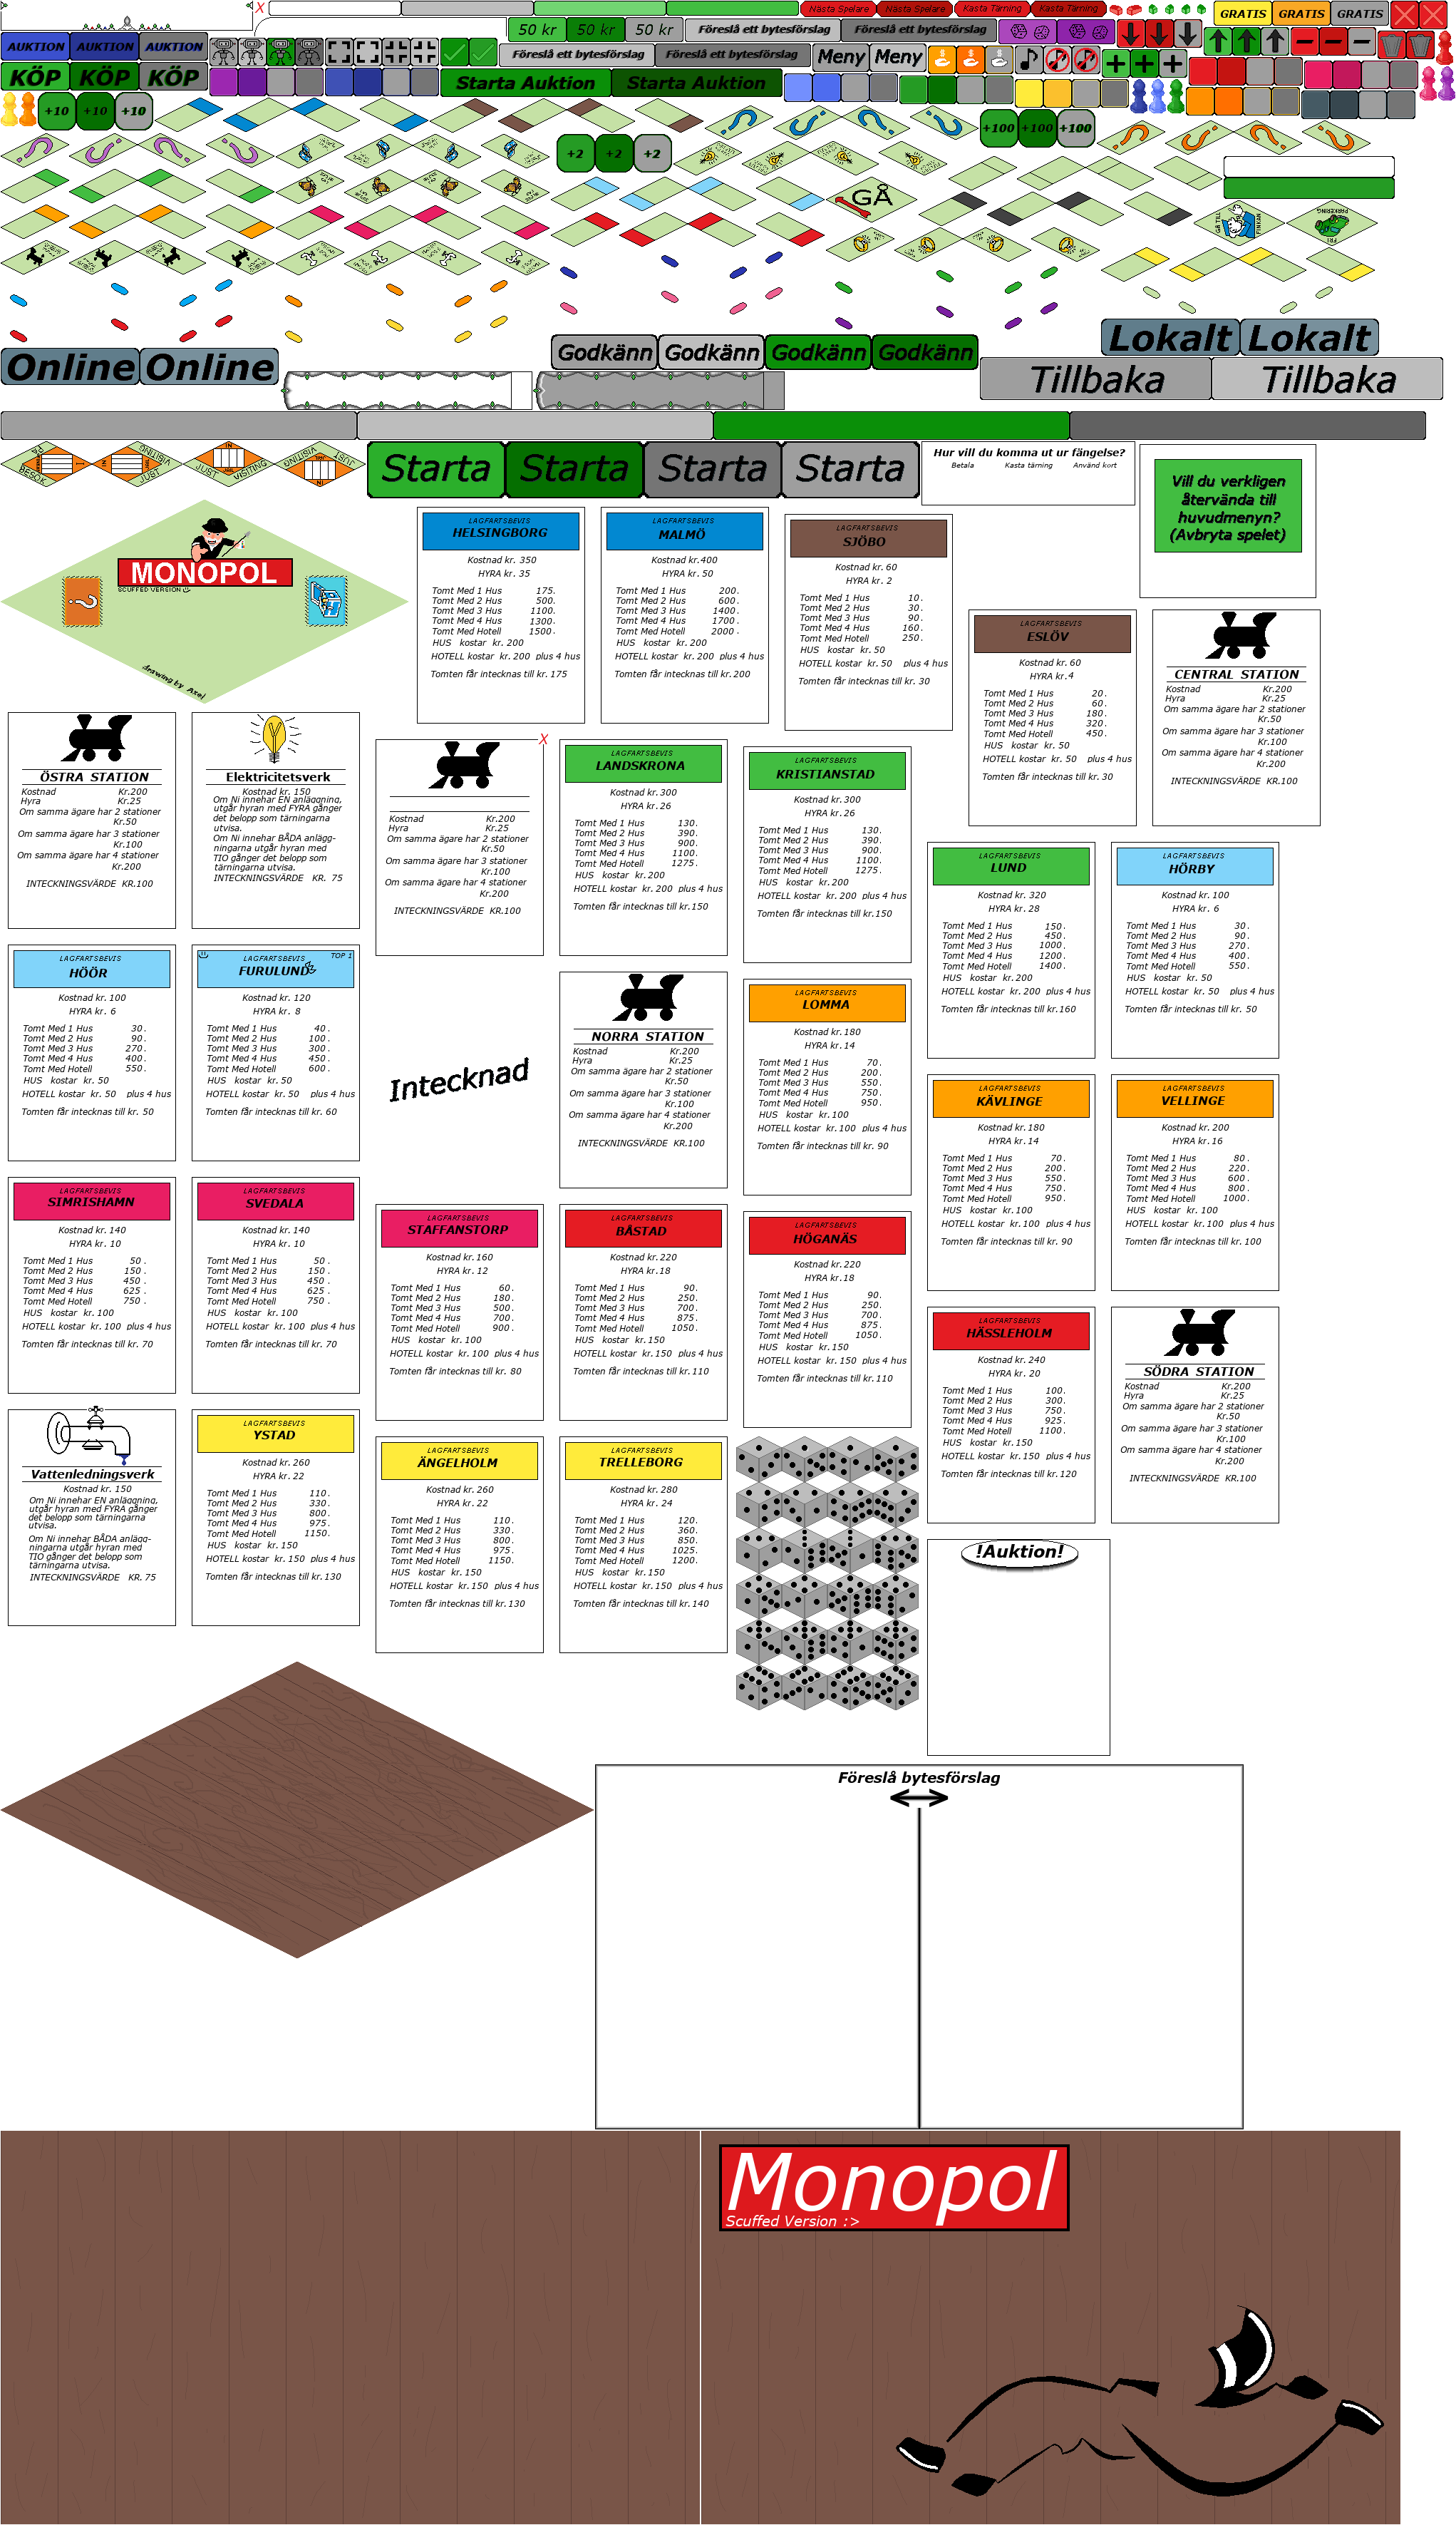 X
Nästa Spelare
Nästa Spelare
Kasta Tärning
Kasta Tärning
GRATIS
GRATIS
GRATIS
50 kr
50 kr
50 kr
Föreslå ett bytesförslag
Föreslå ett bytesförslag
AUKTION
AUKTION
AUKTION
Föreslå ett bytesförslag
Föreslå ett bytesförslag
Meny
Meny
KÖP
KÖP
KÖP
Starta Auktion
Starta Auktion
+10
+10
+10
+100
+100
+100
+2
+2
+2
GÅ
GÅ TILL
FINKAN
FRI
PARKERING
Online
Online
Godkänn
Godkänn
Godkänn
Godkänn
Lokalt
Lokalt
Tillbaka
Tillbaka
PÅ
BESÖK
JUST
VISITING
JUST
VISITING
JUST
VISITING
Starta
Starta
Starta
Starta
Hur vill du komma ut ur fängelse?
Betala
Kasta tärning
Använd kort
Vill du verkligen
återvända till
huvudmenyn?
(Avbryta spelet)
MONOPOL
SCUFFED VERSION
drawing by Axel
LAGFARTSBEVIS
HELSINGBORG
Kostnad kr. 350
HYRA kr. 35
Tomt Med 1 Hus 175.
Tomt Med 2 Hus 500.
Tomt Med 3 Hus 1100.
Tomt Med 4 Hus 1300.
Tomt Med Hotell 1500.
HUS kostar kr. 200
HOTELL kostar kr. 200 plus 4 hus
Tomten får intecknas till kr. 175
LAGFARTSBEVIS
MALMÖ
Kostnad kr.400
HYRA kr. 50
Tomt Med 1 Hus 200.
Tomt Med 2 Hus 600.
Tomt Med 3 Hus 1400.
Tomt Med 4 Hus 1700.
Tomt Med Hotell 2000.
HUS kostar kr. 200
HOTELL kostar kr. 200 plus 4 hus
Tomten får intecknas till kr. 200
LAGFARTSBEVIS
SJÖBO
Kostnad kr. 60
HYRA kr. 2
Tomt Med 1 Hus 10.
Tomt Med 2 Hus 30.
Tomt Med 3 Hus 90.
Tomt Med 4 Hus 160.
Tomt Med Hotell 250.
HUS kostar kr. 50
HOTELL kostar kr. 50 plus 4 hus
Tomten får intecknas till kr. 30
LAGFARTSBEVIS
ESLÖV
Kostnad kr. 60
HYRA kr.4
Tomt Med 1 Hus 20.
Tomt Med 2 Hus 60.
Tomt Med 3 Hus 180.
Tomt Med 4 Hus 320.
Tomt Med Hotell 450.
HUS kostar kr. 50
HOTELL kostar kr. 50 plus 4 hus
Tomten får intecknas till kr. 30
CENTRAL STATION
Kostnad Kr.200
Hyra Kr.25
Om samma ägare har 2 stationer
Kr.50
Om samma ägare har 3 stationer
Kr.100
Om samma ägare har 4 stationer
Kr.200
INTECKNINGSVÄRDE KR.100
ÖSTRA STATION
Kostnad Kr.200
Hyra Kr.25
Om samma ägare har 2 stationer
Kr.50
Om samma ägare har 3 stationer
Kr.100
Om samma ägare har 4 stationer
Kr.200
INTECKNINGSVÄRDE KR.100
Elektricitetsverk
Kostnad kr. 150
Om Ni innehar EN anläggning,
utgår hyran med FYRA gånger
det belopp som tärningarna
utvisa.
Om Ni innehar BÅDA anlägg-
ningarna utgår hyran med
TIO gånger det belopp som
tärningarna utvisa.
INTECKNINGSVÄRDE KR. 75
X
Kostnad Kr.200
Hyra Kr.25
Om samma ägare har 2 stationer
Kr.50
Om samma ägare har 3 stationer
Kr.100
Om samma ägare har 4 stationer
Kr.200
INTECKNINGSVÄRDE KR.100
LAGFARTSBEVIS
LANDSKRONA
Kostnad kr.300
HYRA kr.26
Tomt Med 1 Hus 130.
Tomt Med 2 Hus 390.
Tomt Med 3 Hus 900.
Tomt Med 4 Hus 1100.
Tomt Med Hotell 1275.
HUS kostar kr.200
HOTELL kostar kr.200 plus 4 hus
Tomten får intecknas till kr.150
LAGFARTSBEVIS
KRISTIANSTAD
Kostnad kr.300
HYRA kr.26
Tomt Med 1 Hus 130.
Tomt Med 2 Hus 390.
Tomt Med 3 Hus 900.
Tomt Med 4 Hus 1100.
Tomt Med Hotell 1275.
HUS kostar kr.200
HOTELL kostar kr.200 plus 4 hus
Tomten får intecknas till kr.150
LAGFARTSBEVIS
LUND
Kostnad kr. 320
HYRA kr. 28
Tomt Med 1 Hus 150.
Tomt Med 2 Hus 450.
Tomt Med 3 Hus 1000.
Tomt Med 4 Hus 1200.
Tomt Med Hotell 1400.
HUS kostar kr.200
HOTELL kostar kr.200 plus 4 hus
Tomten får intecknas till kr.160
LAGFARTSBEVIS
HÖRBY
Kostnad kr. 100
HYRA kr. 6
Tomt Med 1 Hus 30.
Tomt Med 2 Hus 90.
Tomt Med 3 Hus 270.
Tomt Med 4 Hus 400.
Tomt Med Hotell 550.
HUS kostar kr. 50
HOTELL kostar kr. 50 plus 4 hus
Tomten får intecknas till kr. 50
LAGFARTSBEVIS
HÖÖR
Kostnad kr. 100
HYRA kr. 6
Tomt Med 1 Hus 30.
Tomt Med 2 Hus 90.
Tomt Med 3 Hus 270.
Tomt Med 4 Hus 400.
Tomt Med Hotell 550.
HUS kostar kr. 50
HOTELL kostar kr. 50 plus 4 hus
Tomten får intecknas till kr. 50
LAGFARTSBEVIS
TOP 1
FURULUND
Kostnad kr. 120
HYRA kr. 8
Tomt Med 1 Hus 40.
Tomt Med 2 Hus 100.
Tomt Med 3 Hus 300.
Tomt Med 4 Hus 450.
Tomt Med Hotell 600.
HUS kostar kr. 50
HOTELL kostar kr. 50 plus 4 hus
Tomten får intecknas till kr. 60
Intecknad
NORRA STATION
Kostnad Kr.200
Hyra Kr.25
Om samma ägare har 2 stationer
Kr.50
Om samma ägare har 3 stationer
Kr.100
Om samma ägare har 4 stationer
Kr.200
INTECKNINGSVÄRDE KR.100
LAGFARTSBEVIS
LOMMA
Kostnad kr.180
HYRA kr.14
Tomt Med 1 Hus 70.
Tomt Med 2 Hus 200.
Tomt Med 3 Hus 550.
Tomt Med 4 Hus 750.
Tomt Med Hotell 950.
HUS kostar kr.100
HOTELL kostar kr.100 plus 4 hus
Tomten får intecknas till kr. 90
LAGFARTSBEVIS
KÄVLINGE
Kostnad kr.180
HYRA kr.14
Tomt Med 1 Hus 70.
Tomt Med 2 Hus 200.
Tomt Med 3 Hus 550.
Tomt Med 4 Hus 750.
Tomt Med Hotell 950.
HUS kostar kr.100
HOTELL kostar kr.100 plus 4 hus
Tomten får intecknas till kr. 90
LAGFARTSBEVIS
VELLINGE
Kostnad kr. 200
HYRA kr.16
Tomt Med 1 Hus 80.
Tomt Med 2 Hus 220.
Tomt Med 3 Hus 600.
Tomt Med 4 Hus 800.
Tomt Med Hotell 1000.
HUS kostar kr.100
HOTELL kostar kr.100 plus 4 hus
Tomten får intecknas till kr. 100
LAGFARTSBEVIS
SIMRISHAMN
Kostnad kr. 140
HYRA kr. 10
Tomt Med 1 Hus 50.
Tomt Med 2 Hus 150.
Tomt Med 3 Hus 450.
Tomt Med 4 Hus 625.
Tomt Med Hotell 750.
HUS kostar kr. 100
HOTELL kostar kr. 100 plus 4 hus
Tomten får intecknas till kr. 70
LAGFARTSBEVIS
SVEDALA
Kostnad kr. 140
HYRA kr. 10
Tomt Med 1 Hus 50.
Tomt Med 2 Hus 150.
Tomt Med 3 Hus 450.
Tomt Med 4 Hus 625.
Tomt Med Hotell 750.
HUS kostar kr. 100
HOTELL kostar kr. 100 plus 4 hus
Tomten får intecknas till kr. 70
LAGFARTSBEVIS
STAFFANSTORP
Kostnad kr. 160
HYRA kr. 12
Tomt Med 1 Hus 60.
Tomt Med 2 Hus 180.
Tomt Med 3 Hus 500.
Tomt Med 4 Hus 700.
Tomt Med Hotell 900.
HUS kostar kr. 100
HOTELL kostar kr. 100 plus 4 hus
Tomten får intecknas till kr. 80
LAGFARTSBEVIS
BÅSTAD
Kostnad kr.220
HYRA kr.18
Tomt Med 1 Hus 90.
Tomt Med 2 Hus 250.
Tomt Med 3 Hus 700.
Tomt Med 4 Hus 875.
Tomt Med Hotell 1050.
HUS kostar kr.150
HOTELL kostar kr.150 plus 4 hus
Tomten får intecknas till kr.110
LAGFARTSBEVIS
HÖGANÄS
Kostnad kr.220
HYRA kr.18
Tomt Med 1 Hus 90.
Tomt Med 2 Hus 250.
Tomt Med 3 Hus 700.
Tomt Med 4 Hus 875.
Tomt Med Hotell 1050.
HUS kostar kr.150
HOTELL kostar kr.150 plus 4 hus
Tomten får intecknas till kr.110
LAGFARTSBEVIS
HÄSSLEHOLM
Kostnad kr. 240
HYRA kr. 20
Tomt Med 1 Hus 100.
Tomt Med 2 Hus 300.
Tomt Med 3 Hus 750.
Tomt Med 4 Hus 925.
Tomt Med Hotell 1100.
HUS kostar kr.150
HOTELL kostar kr.150 plus 4 hus
Tomten får intecknas till kr.120
SÖDRA STATION
Kostnad Kr.200
Hyra Kr.25
Om samma ägare har 2 stationer
Kr.50
Om samma ägare har 3 stationer
Kr.100
Om samma ägare har 4 stationer
Kr.200
INTECKNINGSVÄRDE KR.100
Vattenledningsverk
Kostnad kr. 150
Om Ni innehar EN anläggning,
utgår hyran med FYRA gånger
det belopp som tärningarna
utvisa.
Om Ni innehar BÅDA anlägg-
ningarna utgår hyran med
TIO gånger det belopp som
tärningarna utvisa.
INTECKNINGSVÄRDE KR. 75
LAGFARTSBEVIS
YSTAD
Kostnad kr.260
HYRA kr.22
Tomt Med 1 Hus 110.
Tomt Med 2 Hus 330.
Tomt Med 3 Hus 800.
Tomt Med 4 Hus 975.
Tomt Med Hotell 1150.
HUS kostar kr.150
HOTELL kostar kr.150 plus 4 hus
Tomten får intecknas till kr.130
LAGFARTSBEVIS
ÄNGELHOLM
Kostnad kr. 260
HYRA kr. 22
Tomt Med 1 Hus 110.
Tomt Med 2 Hus 330.
Tomt Med 3 Hus 800.
Tomt Med 4 Hus 975.
Tomt Med Hotell 1150.
HUS kostar kr.150
HOTELL kostar kr.150 plus 4 hus
Tomten får intecknas till kr.130
LAGFARTSBEVIS
TRELLEBORG
Kostnad kr. 280
HYRA kr. 24
Tomt Med 1 Hus 120.
Tomt Med 2 Hus 360.
Tomt Med 3 Hus 850.
Tomt Med 4 Hus 1025.
Tomt Med Hotell 1200.
HUS kostar kr.150
HOTELL kostar kr.150 plus 4 hus
Tomten får intecknas till kr.140
!Auktion!
Föreslå bytesförslag
Monopol
Scuffed Version :>